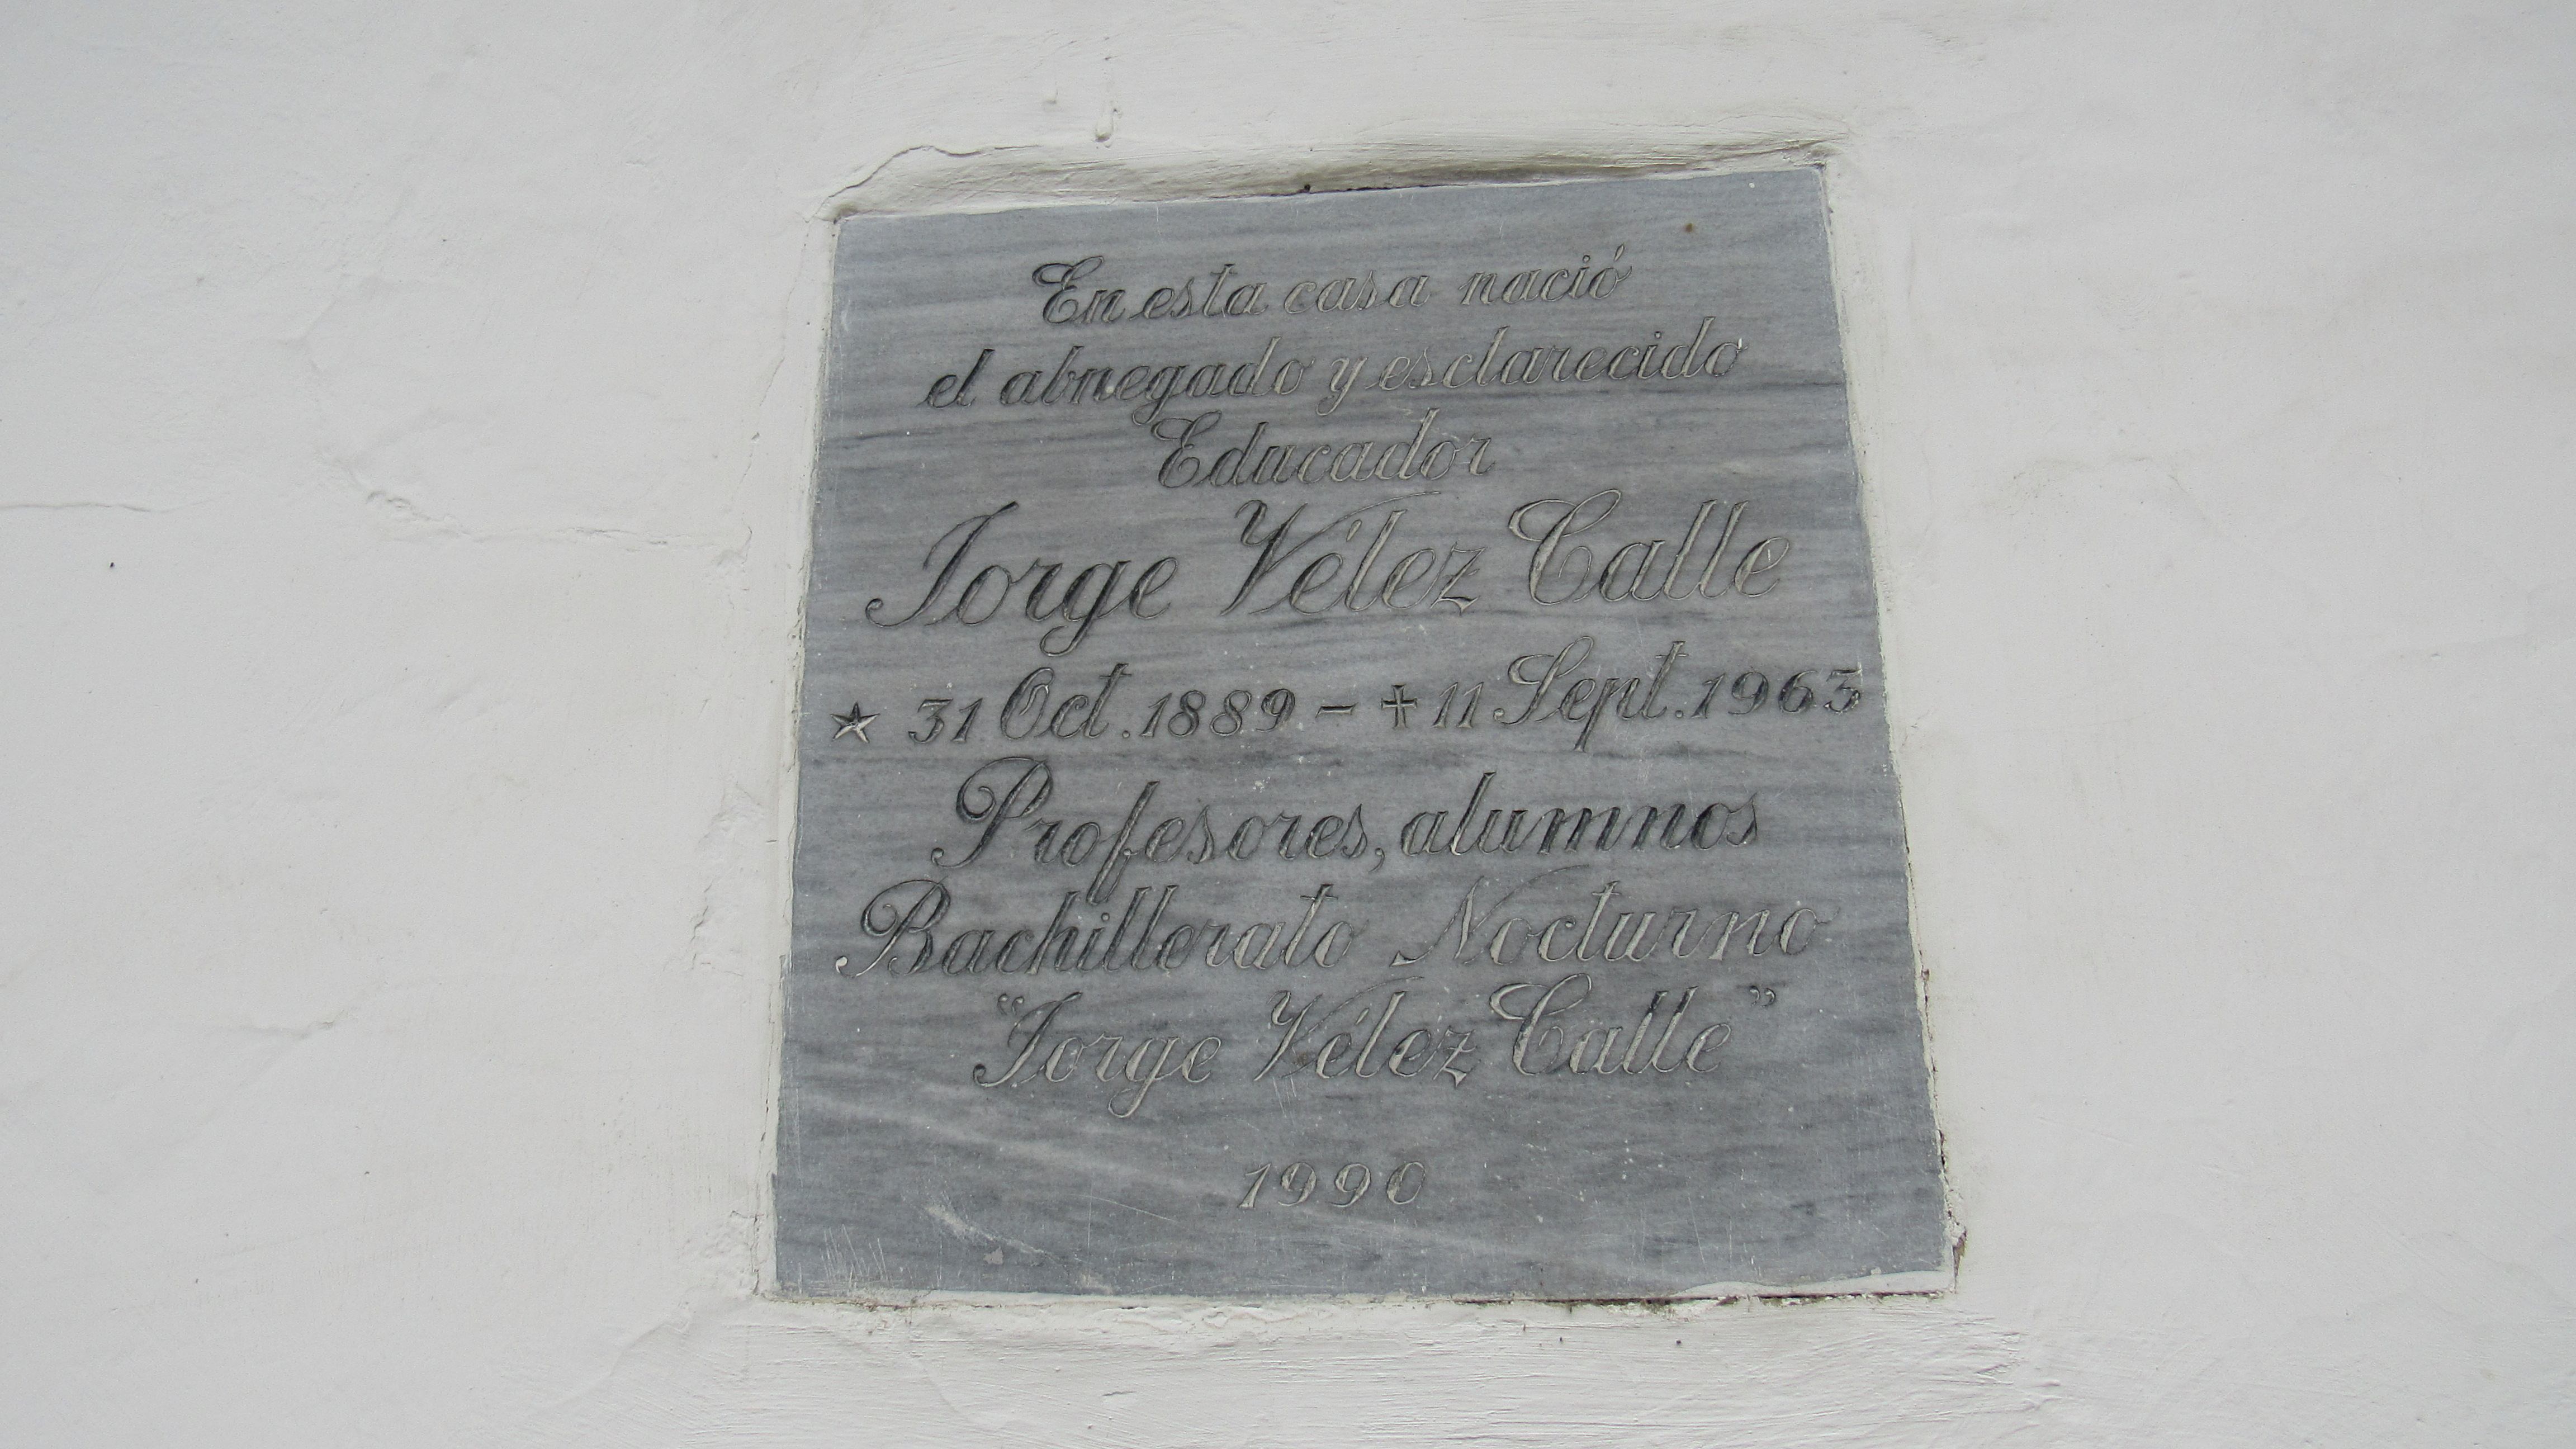 En esta casa nació
el abnegado y esclarecido
Educador
Jorge Vélez Calle
★ 31 Oct. 1889 - ✝ 11 Sept. 1963
Profesores, alumnos
Bachillerato Nocturno
"Jorge Vélez Calle"
1990